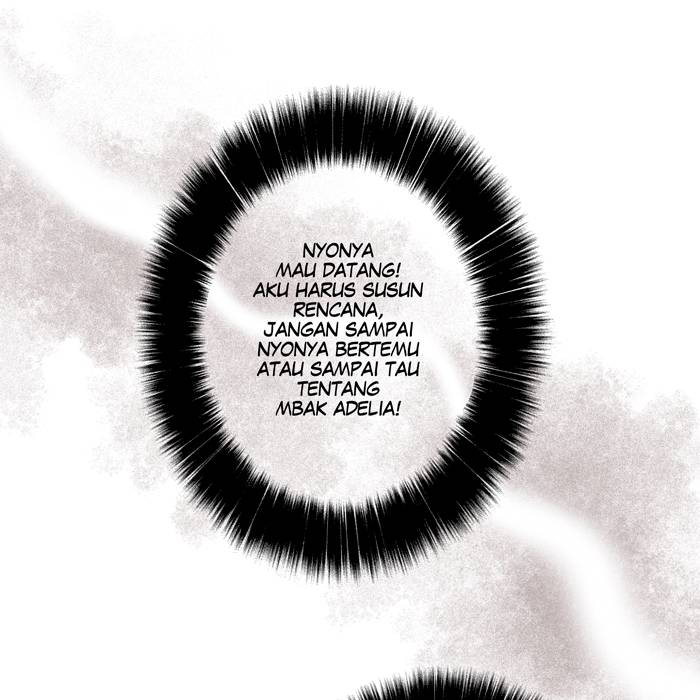 NYONYA
MAU DATANG!
AKU HARUS SUSUN
RENCANA,
JANGAN SAMPAI
NYONYA BERTEMU
ATAU SAMPAI TAU
TENTANG
MBAK ADELIA!